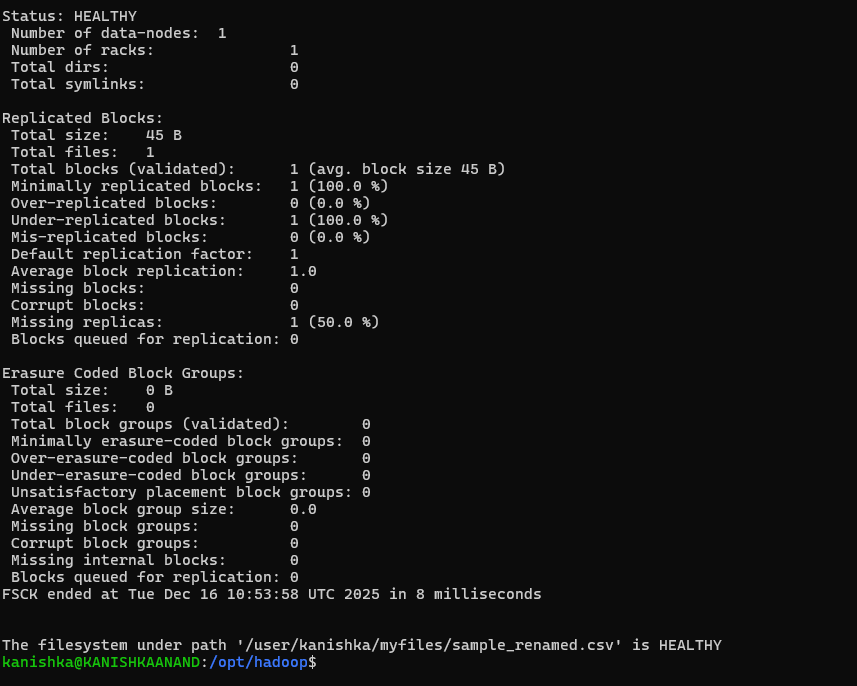 Status: HEALTHY
 Number of data-nodes:  1
 Number of racks:               1
 Total dirs:                    0
 Total symlinks:                0

Replicated Blocks:
 Total size:    45 B
 Total files:   1
 Total blocks (validated):      1 (avg. block size 45 B)
 Minimally replicated blocks:   1 (100.0 %)
 Over-replicated blocks:        0 (0.0 %)
 Under-replicated blocks:       1 (100.0 %)
 Mis-replicated blocks:         0 (0.0 %)
 Default replication factor:    1
 Average block replication:     1.0
 Missing blocks:                0
 Corrupt blocks:                0
 Missing replicas:              1 (50.0 %)
 Blocks queued for replication: 0

Erasure Coded Block Groups:
 Total size:    0 B
 Total files:   0
 Total block groups (validated):        0
 Minimally erasure-coded block groups:  0
 Over-erasure-coded block groups:       0
 Under-erasure-coded block groups:      0
 Unsatisfactory placement block groups: 0
 Average block group size:      0.0
 Missing block groups:          0
 Corrupt block groups:          0
 Missing internal blocks:       0
 Blocks queued for replication: 0
FSCK ended at Tue Dec 16 10:53:58 UTC 2025 in 8 milliseconds


The filesystem under path '/user/kanishka/myfiles/sample_renamed.csv' is HEALTHY
kanishka@KANISHKAANAND:/opt/hadoop$